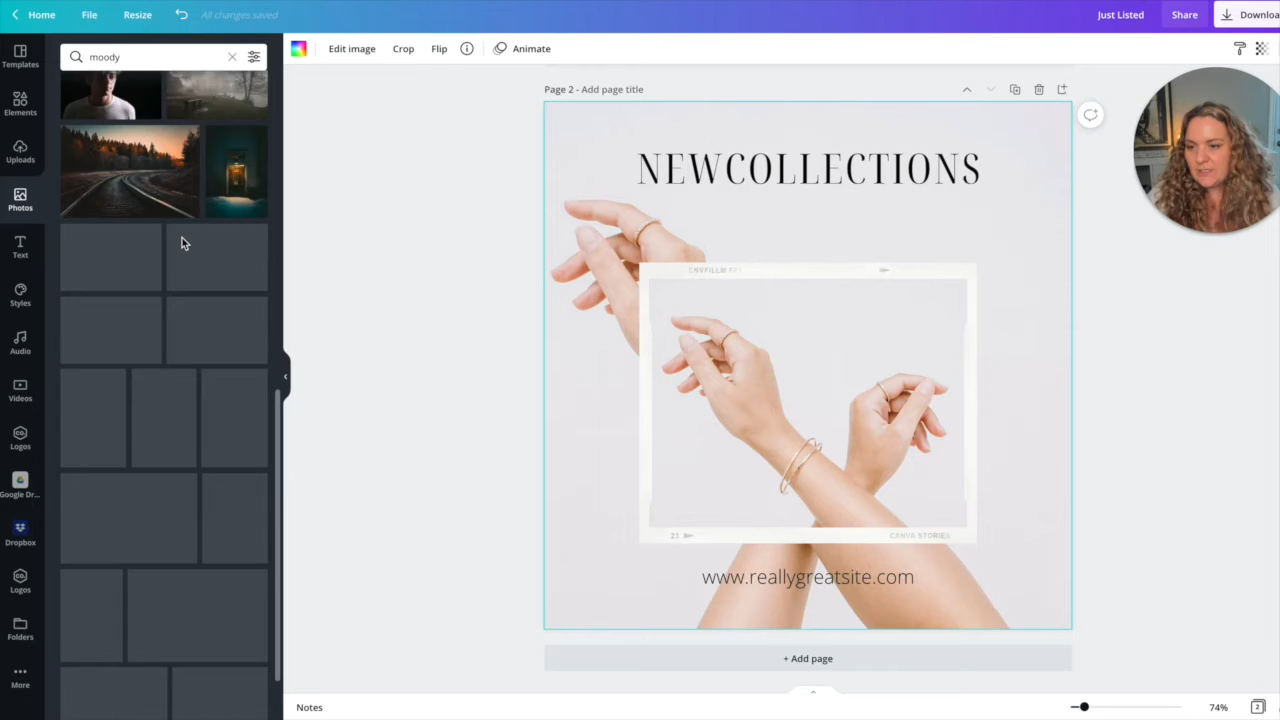 Home File Resize All changes saved Just Listed Share Downloa
Templates
Elements
Uploads
Photos
Text
Styles
Audio
Videos
Logos
Google Dr...
Dropbox
Logos
Folders
More
moody
Edit image Crop Flip Animate
Page 2 - Add page title
NEWCOLLECTIONS
23 CANVA STORIES
www.reallygreatsite.com
+ Add page
Notes 74% 2